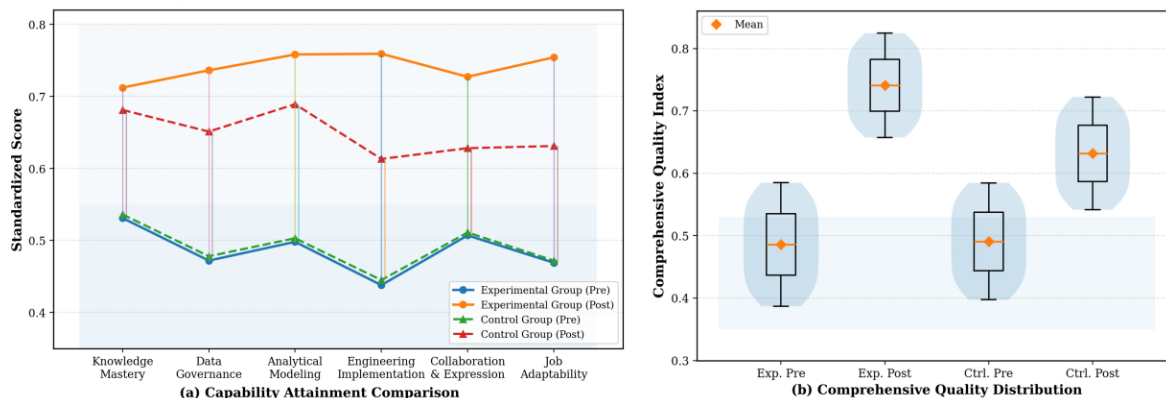 Standardized Score
0.8
0.7
0.6
0.5
0.4
Experimental Group (Pre)
Experimental Group (Post)
Control Group (Pre)
Control Group (Post)
Knowledge
Mastery
Data
Governance
Analytical
Modeling
Engineering
Implementation
Collaboration
& Expression
Job
Adaptability
(a) Capability Attainment Comparison
Comprehensive Quality Index
0.8
0.7
0.6
0.5
0.4
0.3
Mean
Exp. Pre
Exp. Post
Ctrl. Pre
Ctrl. Post
(b) Comprehensive Quality Distribution